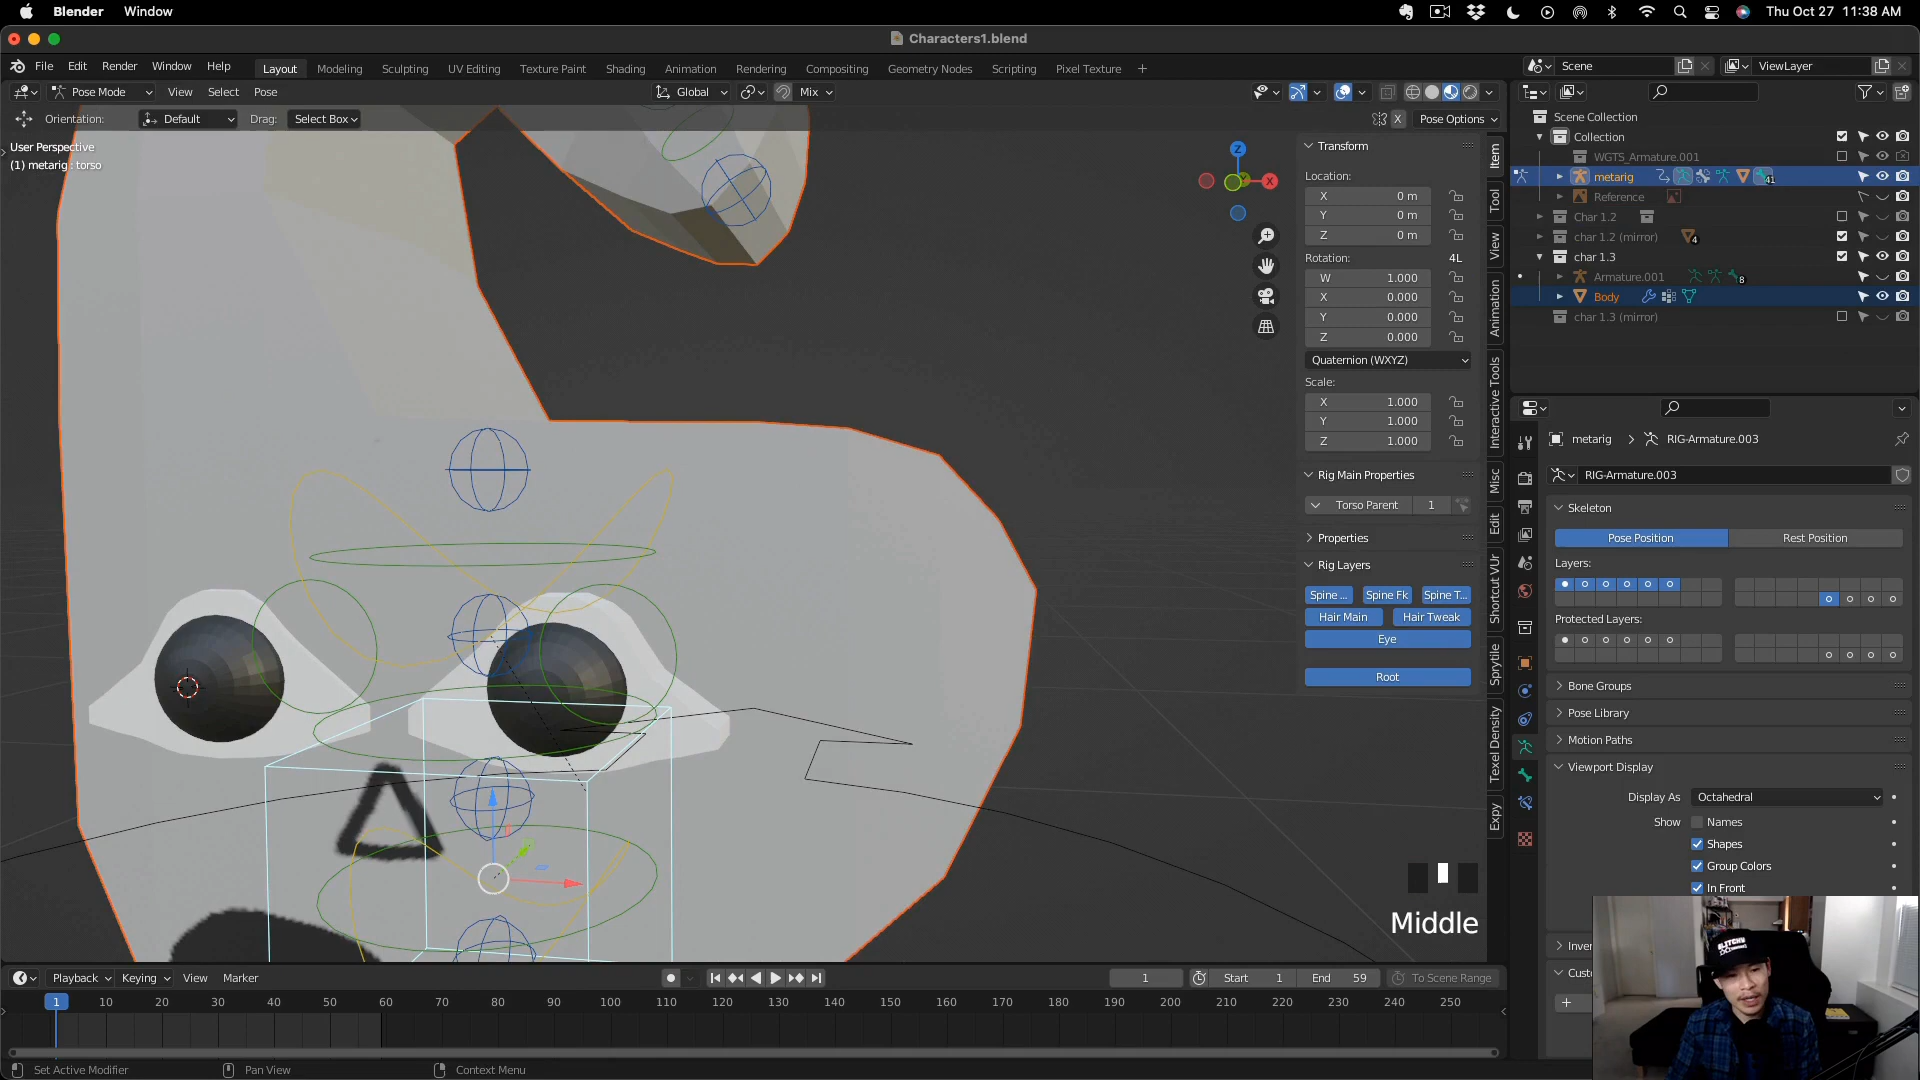 Blender Window
Thu Oct 27 11:38 AM
Characters1.blend
File Edit Render Window Help
Layout Modeling Sculpting UV Editing Texture Paint Shading Animation Rendering Compositing Geometry Nodes Scripting Pixel Texture +
Scene
ViewLayer
Pose Mode View Select Pose
Global
Mix
Orientation: Default Drag: Select Box
X Pose Options
User Perspective
(1) metarig : torso
Z
X
Transform
Location:
X 0 m
Y 0 m
Z 0 m
Rotation: 4L
W 1.000
X 0.000
Y 0.000
Z 0.000
Quaternion (WXYZ)
Scale:
X 1.000
Y 1.000
Z 1.000
Rig Main Properties
Torso Parent 1
Properties
Rig Layers
Spine ... Spine Fk Spine T...
Hair Main Hair Tweak
Eye
Root
Item
Tool
View
Animation
Interactive Tools
Misc
Edit
Shortcut VUr
Sprytile
Texel Density
Expy
Scene Collection
Collection
WGTS_Armature.001
metarig 41
Reference
Char 1.2
char 1.2 (mirror) 4
char 1.3
Armature.001 8
Body
char 1.3 (mirror)
metarig > RIG-Armature.003
RIG-Armature.003
Skeleton
Pose Position Rest Position
Layers:
Protected Layers:
Bone Groups
Pose Library
Motion Paths
Viewport Display
Display As Octahedral
Show Names
Shapes
Group Colors
In Front
Inver
Custo
+
Middle
Playback Keying View Marker
1 Start 1 End 59 To Scene Range
1 10 20 30 40 50 60 70 80 90 100 110 120 130 140 150 160 170 180 190 200 210 220 230 240 250
Set Active Modifier Pan View Context Menu